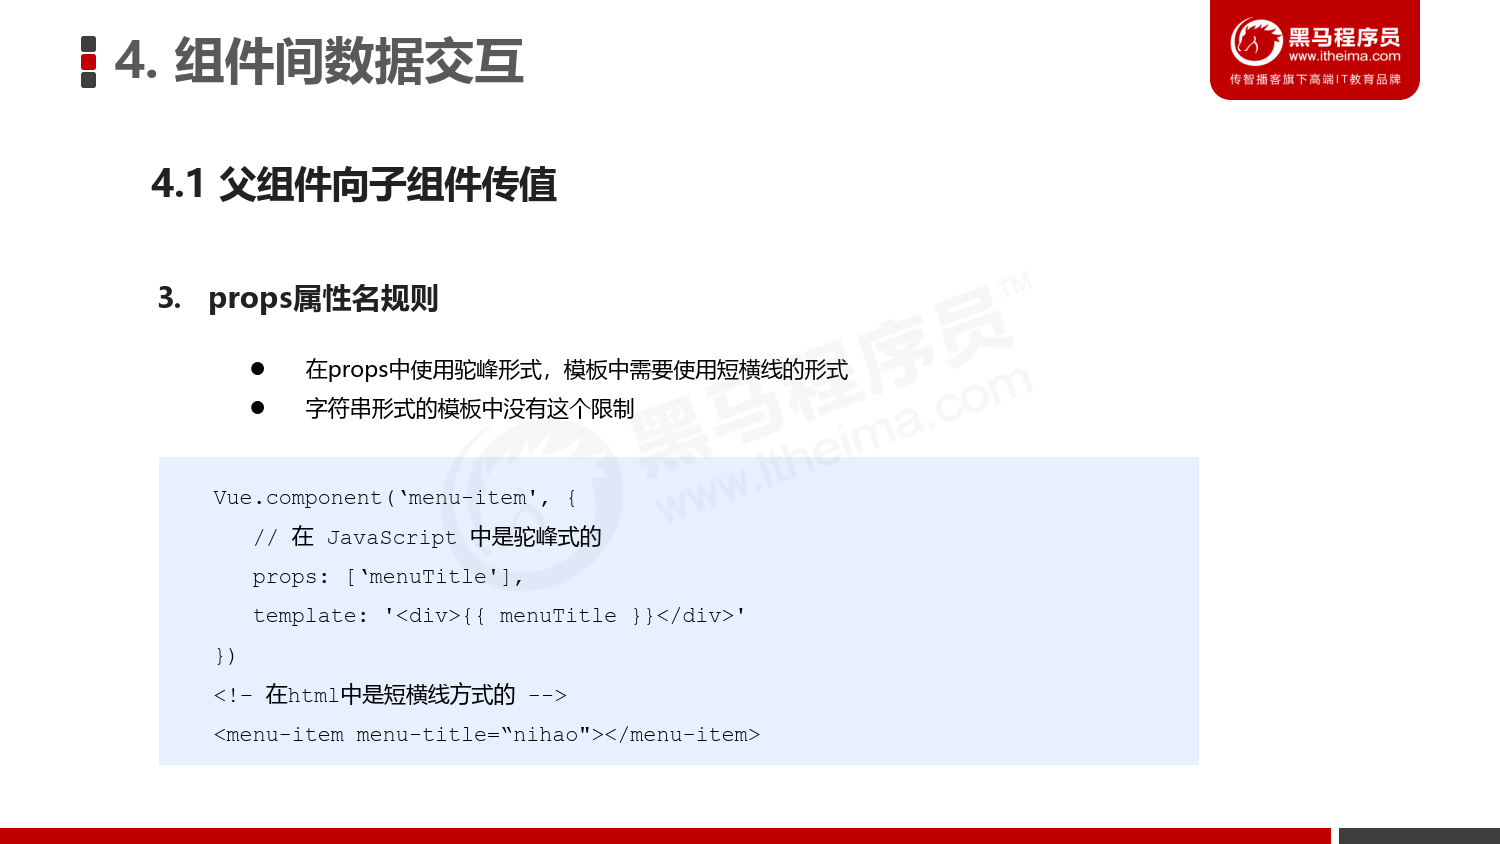 4. 组件间数据交互
黑马程序员
www.itheima.com
传智播客旗下高端IT教育品牌
4.1 父组件向子组件传值
3. props属性名规则
● 在props中使用驼峰形式，模板中需要使用短横线的形式
● 字符串形式的模板中没有这个限制
黑马程序员™
www.itheima.com
Vue.component(‘menu-item', {
// 在 JavaScript 中是驼峰式的
props: [‘menuTitle'],
template: '<div>{{ menuTitle }}</div>'
})
<!– 在html中是短横线方式的 -->
<menu-item menu-title=“nihao"></menu-item>